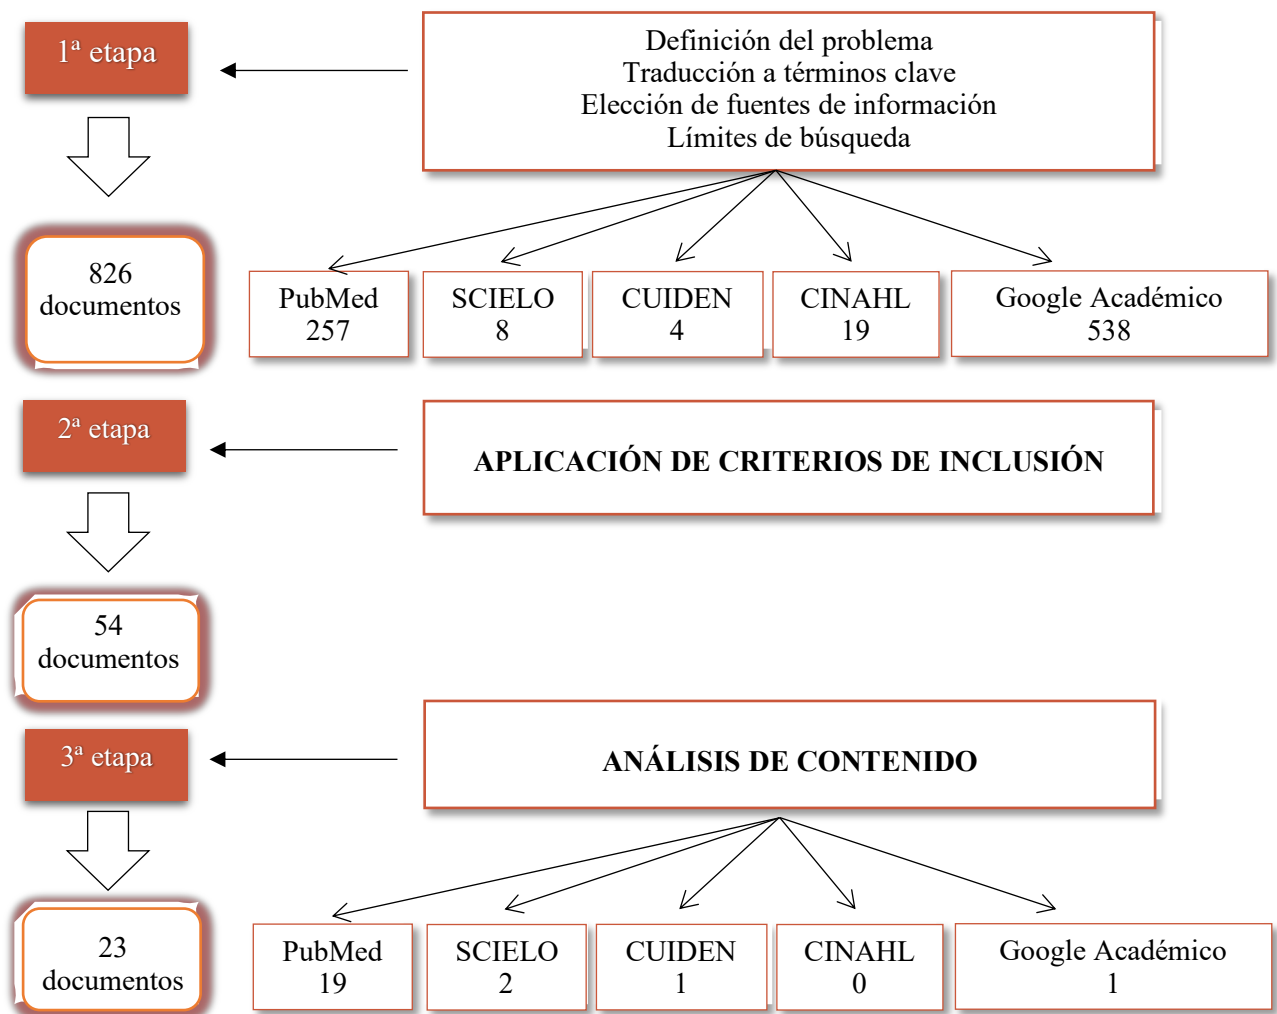 1ª etapa
Definición del problema
Traducción a términos clave
Elección de fuentes de información
Límites de búsqueda
826
documentos
PubMed
257
SCIELO
8
CUIDEN
4
CINAHL
19
Google Académico
538
2ª etapa
APLICACIÓN DE CRITERIOS DE INCLUSIÓN
54
documentos
3ª etapa
ANÁLISIS DE CONTENIDO
23
documentos
PubMed
19
SCIELO
2
CUIDEN
1
CINAHL
0
Google Académico
1